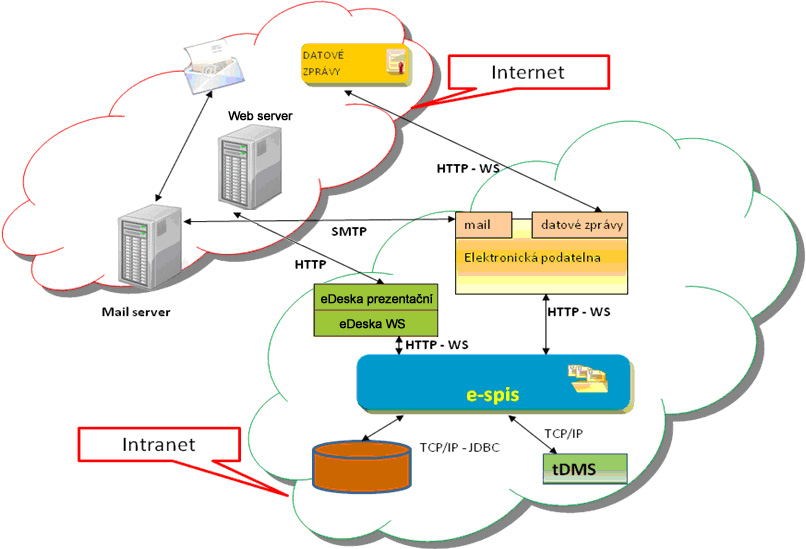 DATOVÉ
ZPRÁVY
Internet
Web server
HTTP - WS
mail
datové zprávy
SMTP
Elektronická podatelna
HTTP
eDeska prezentační
Mail server
HTTP - WS
eDeska WS
HTTP - WS
e-spis
Intranet
TCP/IP - JDBC
TCP/IP
tDMS